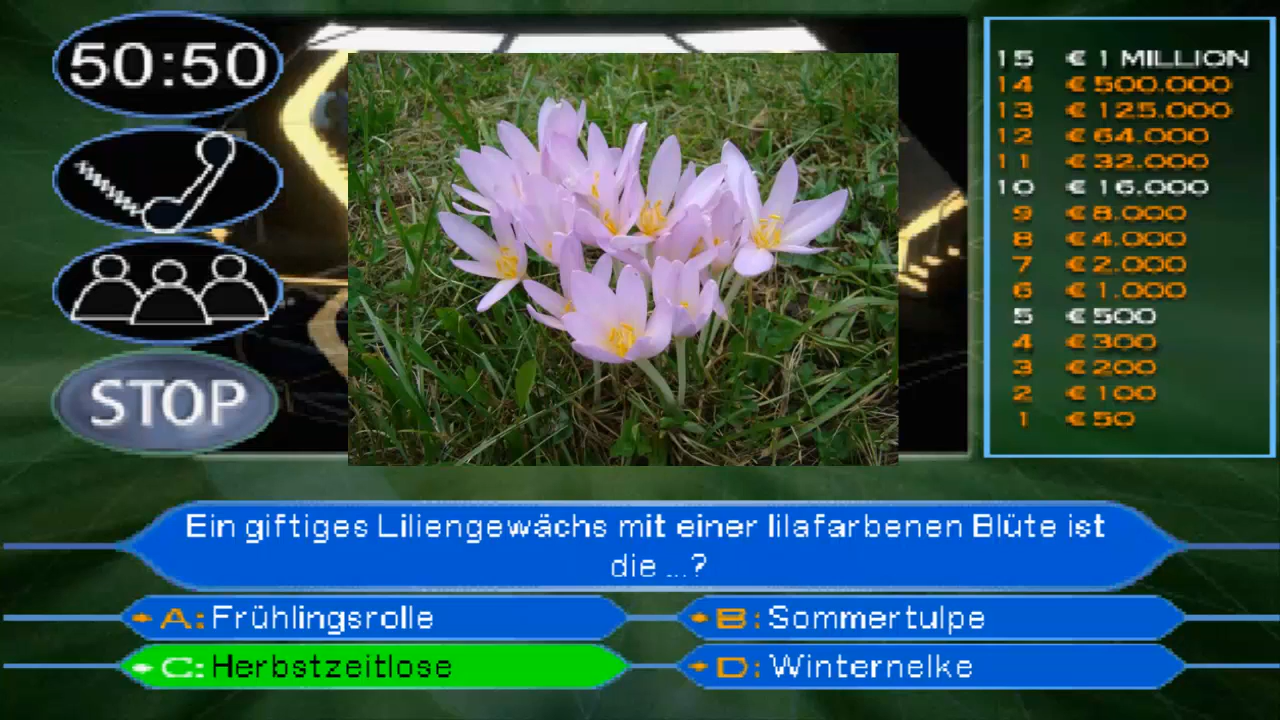 50:50
STOP
15 € 1 MILLION
14 € 500.000
13 € 125.000
12 € 64.000
11 € 32.000
10 € 16.000
9 € 8.000
8 € 4.000
7 € 2.000
6 € 1.000
5 € 500
4 € 300
3 € 200
2 € 100
1 € 50
Ein giftiges Liliengewächs mit einer lilafarbenen Blüte ist
die ...?
A: Frühlingsrolle
B: Sommertulpe
C: Herbstzeitlose
D: Winternelke